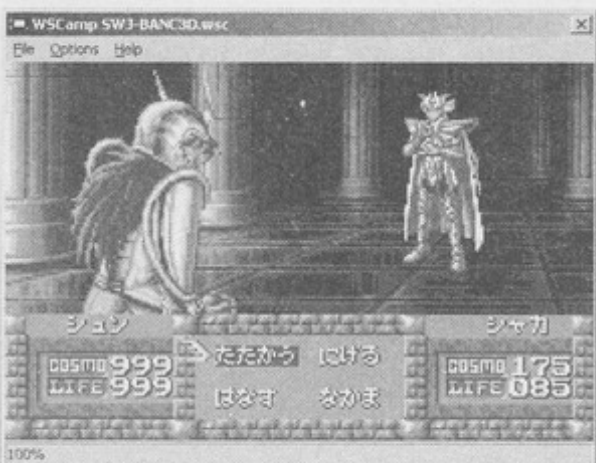 WSCamp SW3-BANC3D.wsc
File Options Help
シュン
COSMO 999
LIFE 999
たたかう にげる
はなす なかま
シャカ
COSMO 175
LIFE 085
100%